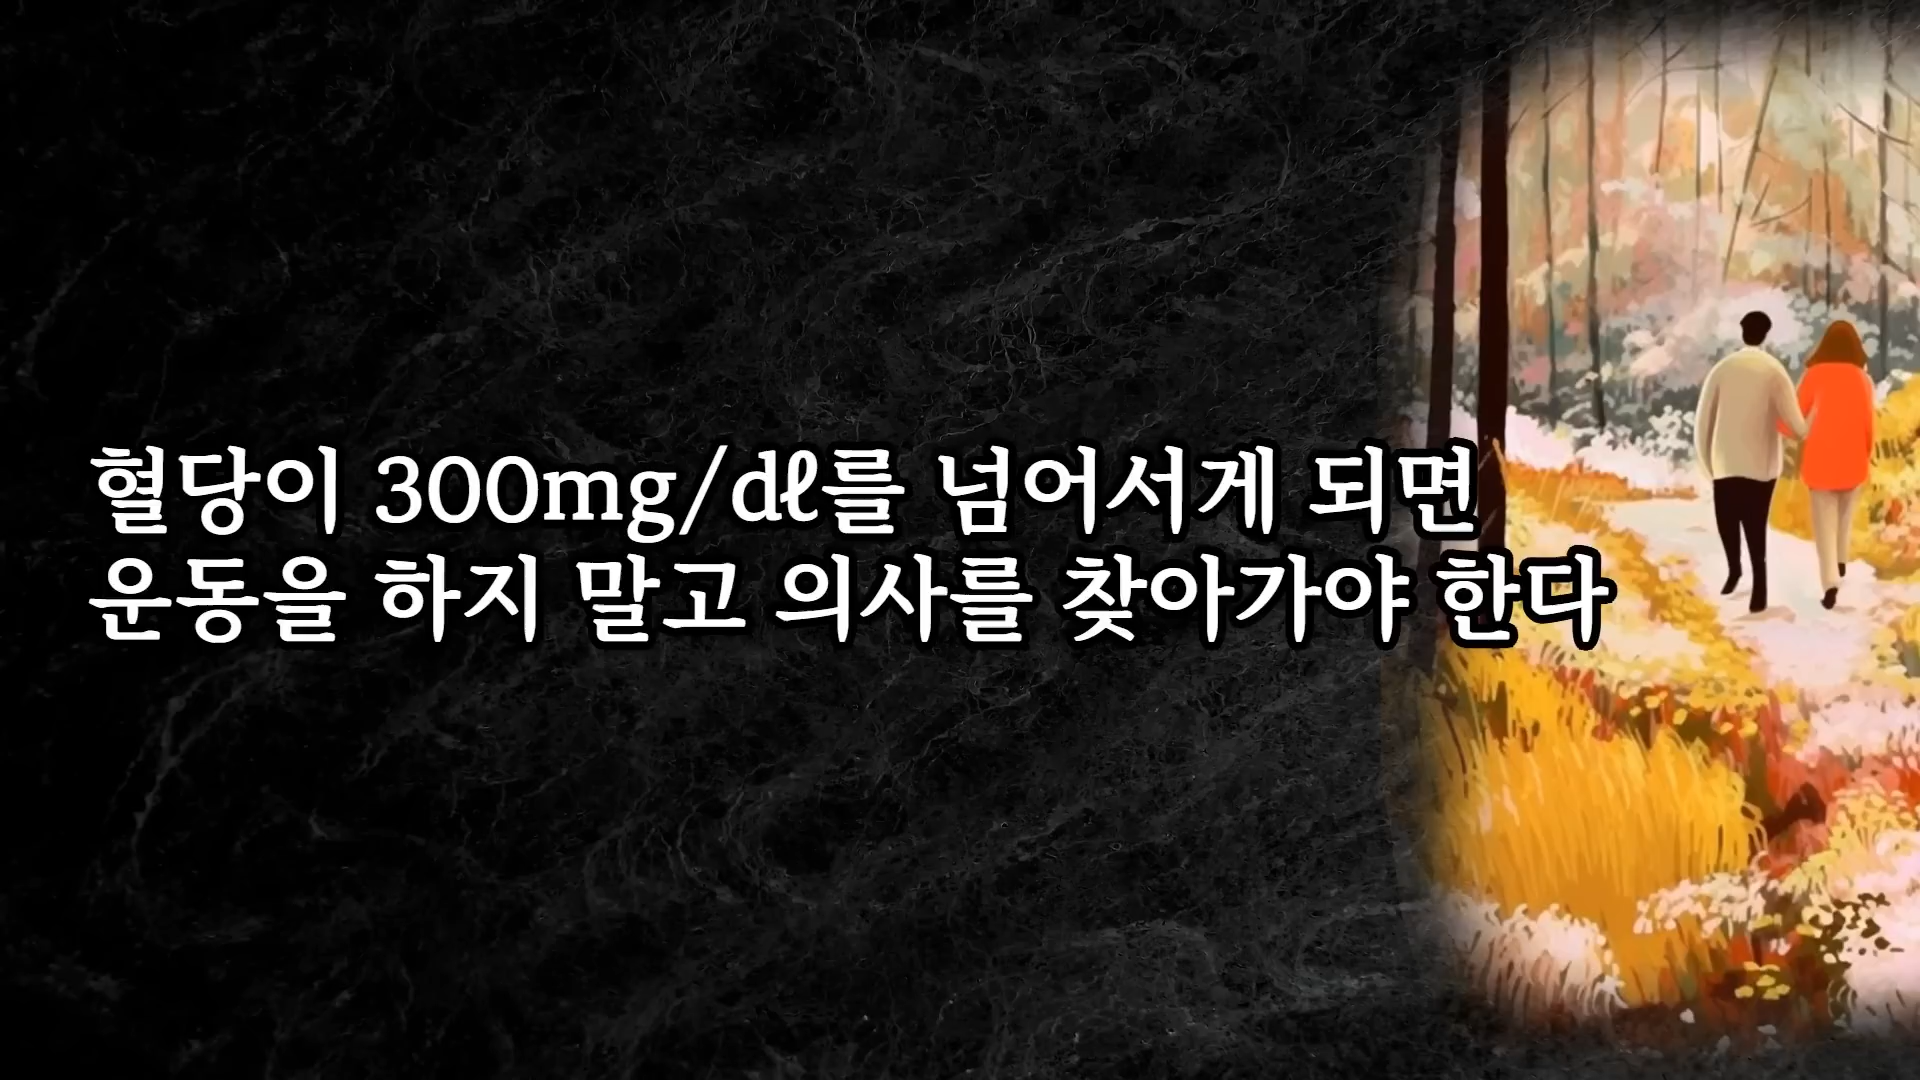 혈당이 300mg/dℓ를 넘어서게 되면
운동을 하지 말고 의사를 찾아가야 한다